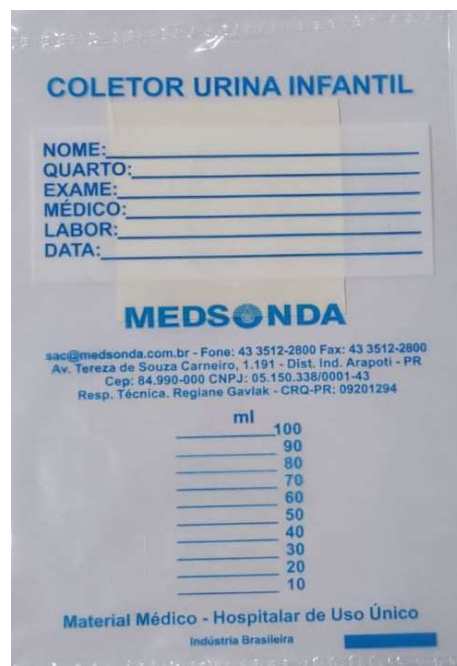 COLETOR URINA INFANTIL
NOME:
QUARTO:
EXAME:
MÉDICO:
LABOR:
DATA:
MEDSONDA
sac@medsonda.com.br - Fone: 43 3512-2800 Fax: 43 3512-2800
Av. Tereza de Souza Carneiro, 1.191 - Dist. Ind. Arapoti - PR
Cep: 84.990-000 CNPJ: 05.150.338/0001-43
Resp. Técnica. Regiane Gavlak - CRQ-PR: 09201294
ml
100
90
80
70
60
50
40
30
20
10
Material Médico - Hospitalar de Uso Único
Indústria Brasileira